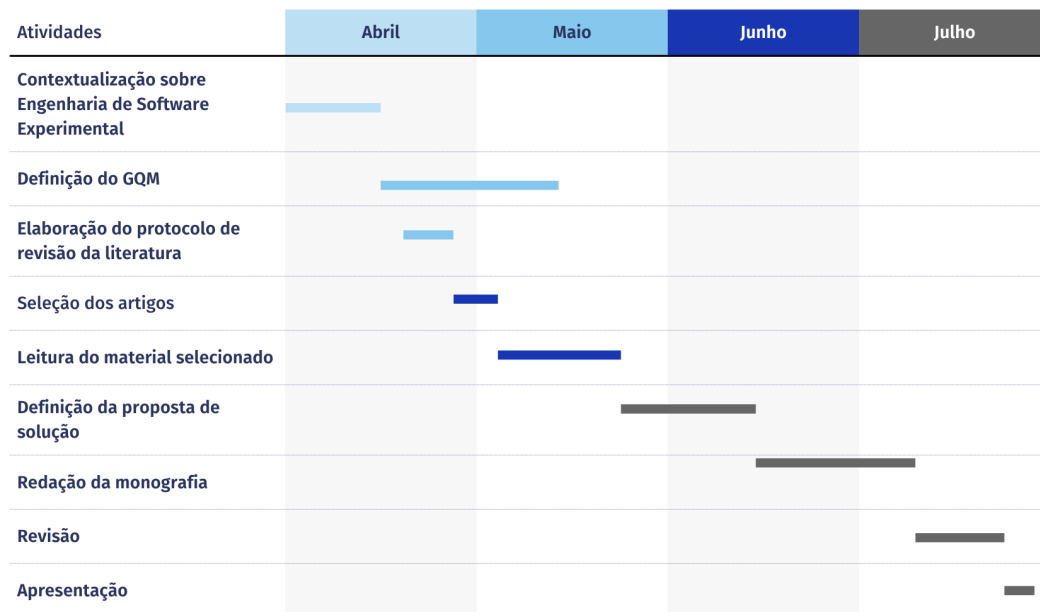 Atividades
Abril
Maio
Junho
Julho
Contextualização sobre
Engenharia de Software
Experimental
Definição do GQM
Elaboração do protocolo de
revisão da literatura
Seleção dos artigos
Leitura do material selecionado
Definição da proposta de
solução
Redação da monografia
Revisão
Apresentação